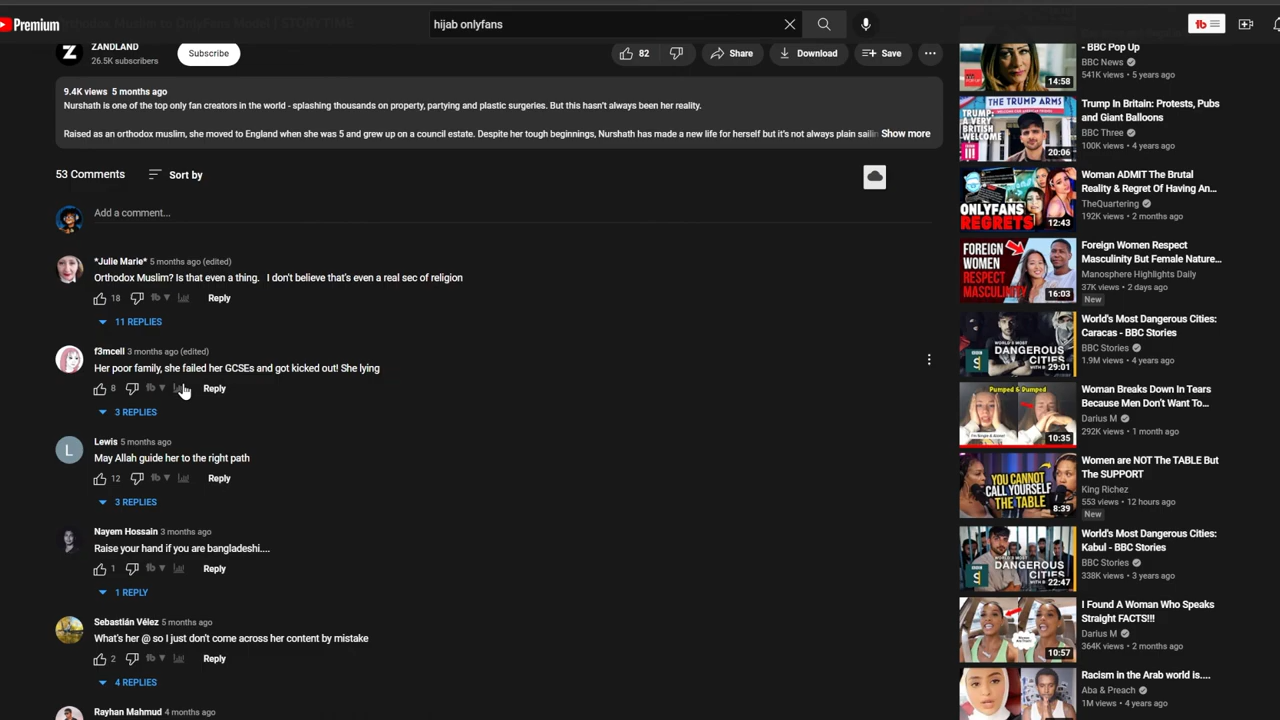 Premium
hijab onlyfans
ZANDLAND
26.5K subscribers
Subscribe
82
Share
Download
Save
9.4K views 5 months ago
Nurshath is one of the top only fan creators in the world - splashing thousands on property, partying and plastic surgeries. But this hasn't always been her reality.
Raised as an orthodox muslim, she moved to England when she was 5 and grew up on a council estate. Despite her tough beginnings, Nurshath has made a new life for herself but it's not always plain sailin Show more
53 Comments
Sort by
Add a comment...
*Julie Marie* 5 months ago (edited)
Orthodox Muslim? Is that even a thing. I don't believe that's even a real sec of religion
18 Reply
11 REPLIES
f3mcell 3 months ago (edited)
Her poor family, she failed her GCSEs and got kicked out! She lying
8 Reply
3 REPLIES
L
Lewis 5 months ago
May Allah guide her to the right path
12 Reply
3 REPLIES
Nayem Hossain 3 months ago
Raise your hand if you are bangladeshi....
1 Reply
1 REPLY
Sebastián Vélez 5 months ago
What's her @ so I just don't come across her content by mistake
2 Reply
4 REPLIES
Rayhan Mahmud 4 months ago
- BBC Pop Up
BBC News
541K views • 5 years ago
14:58
THE TRUMP ARMS
TRUMP:
A VERY
BRITISH
WELCOME
20:06
Trump In Britain: Protests, Pubs
and Giant Balloons
BBC Three
100K views • 4 years ago
ONLYFANS
REGRETS
12:43
Woman ADMIT The Brutal
Reality & Regret Of Having An...
TheQuartering
192K views • 2 months ago
FOREIGN
WOMEN
RESPECT
MASCULINITY
16:03
Foreign Women Respect
Masculinity But Female Nature...
Manosphere Highlights Daily
37K views • 2 days ago
New
WORLD'S MOST
DANGEROUS
CITIES
29:01
World's Most Dangerous Cities:
Caracas - BBC Stories
BBC Stories
1.9M views • 4 years ago
Pumped & Dumped
10:35
Woman Breaks Down In Tears
Because Men Don't Want To...
Darius M
292K views • 1 month ago
YOU CANNOT
CALL YOURSELF
THE TABLE
8:39
Women are NOT The TABLE But
The SUPPORT
King Richez
553 views • 12 hours ago
New
WORLD'S MOST
DANGEROUS
CITIES
22:47
World's Most Dangerous Cities:
Kabul - BBC Stories
BBC Stories
338K views • 3 years ago
10:57
I Found A Woman Who Speaks
Straight FACTS!!!
Darius M
364K views • 2 months ago
Racism in the Arab world is....
Aba & Preach
1M views • 4 years ago